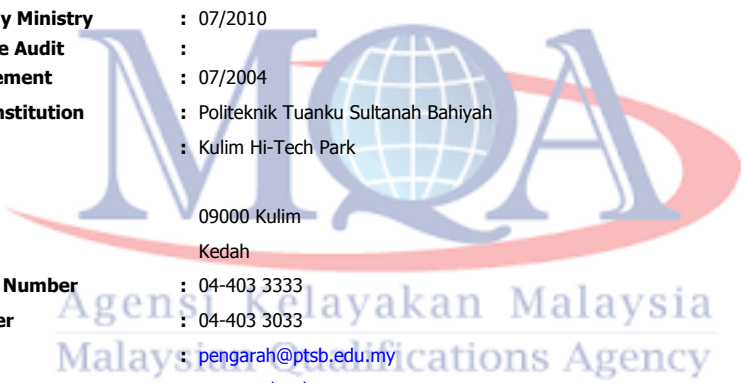 y Ministry : 07/2010
e Audit :
ement : 07/2004
nstitution : Politeknik Tuanku Sultanah Bahiyah
: Kulim Hi-Tech Park
09000 Kulim
Kedah
Number : 04-403 3333
er : 04-403 3033
: pengarah@ptsb.edu.my
MQA
Agensi Kelayakan Malaysia
Malaysian Qualifications Agency